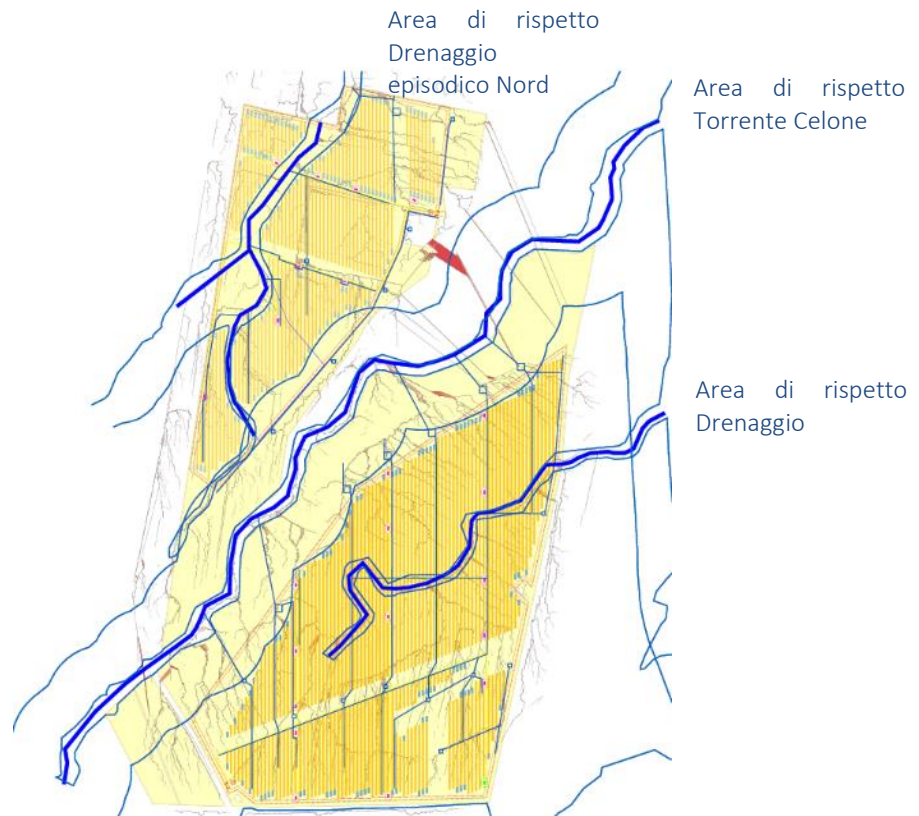 Area di rispetto
Drenaggio
episodico Nord
Area di rispetto
Torrente Celone
Area di rispetto
Drenaggio